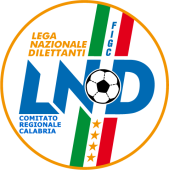 LEGA
NAZIONALE
DILETTANTI
FIGC
LND
COMITATO
REGIONALE
CALABRIA